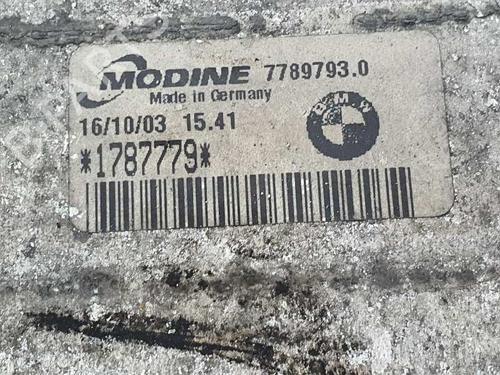 MODINE 7789793.0
Made in Germany
BMW
16/10/03 15.41
*1787779*